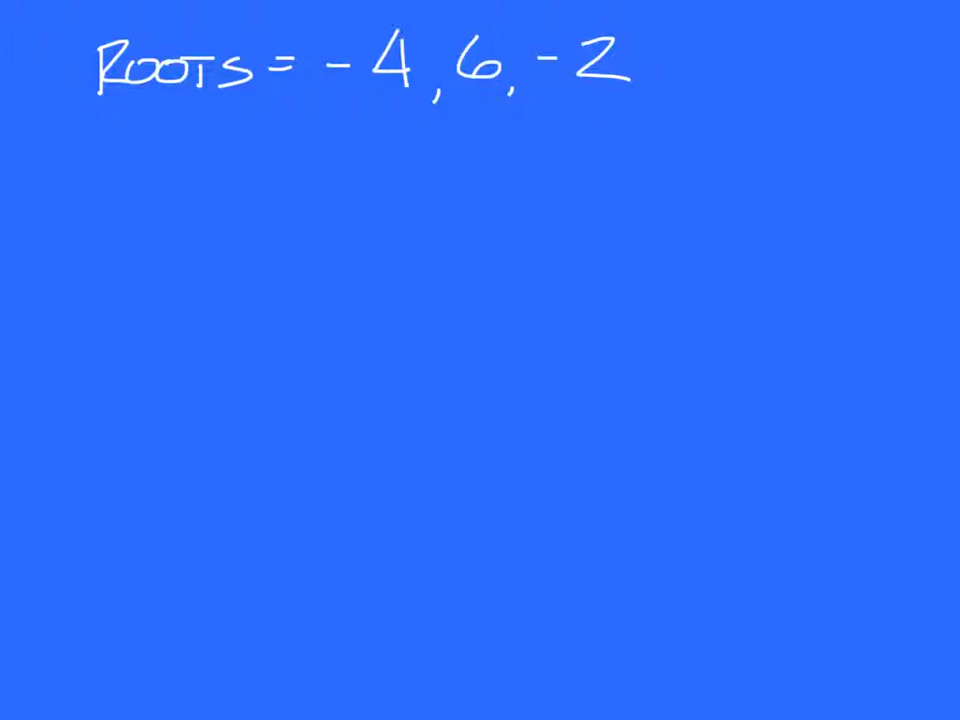 ROOTS = -4, 6, -2